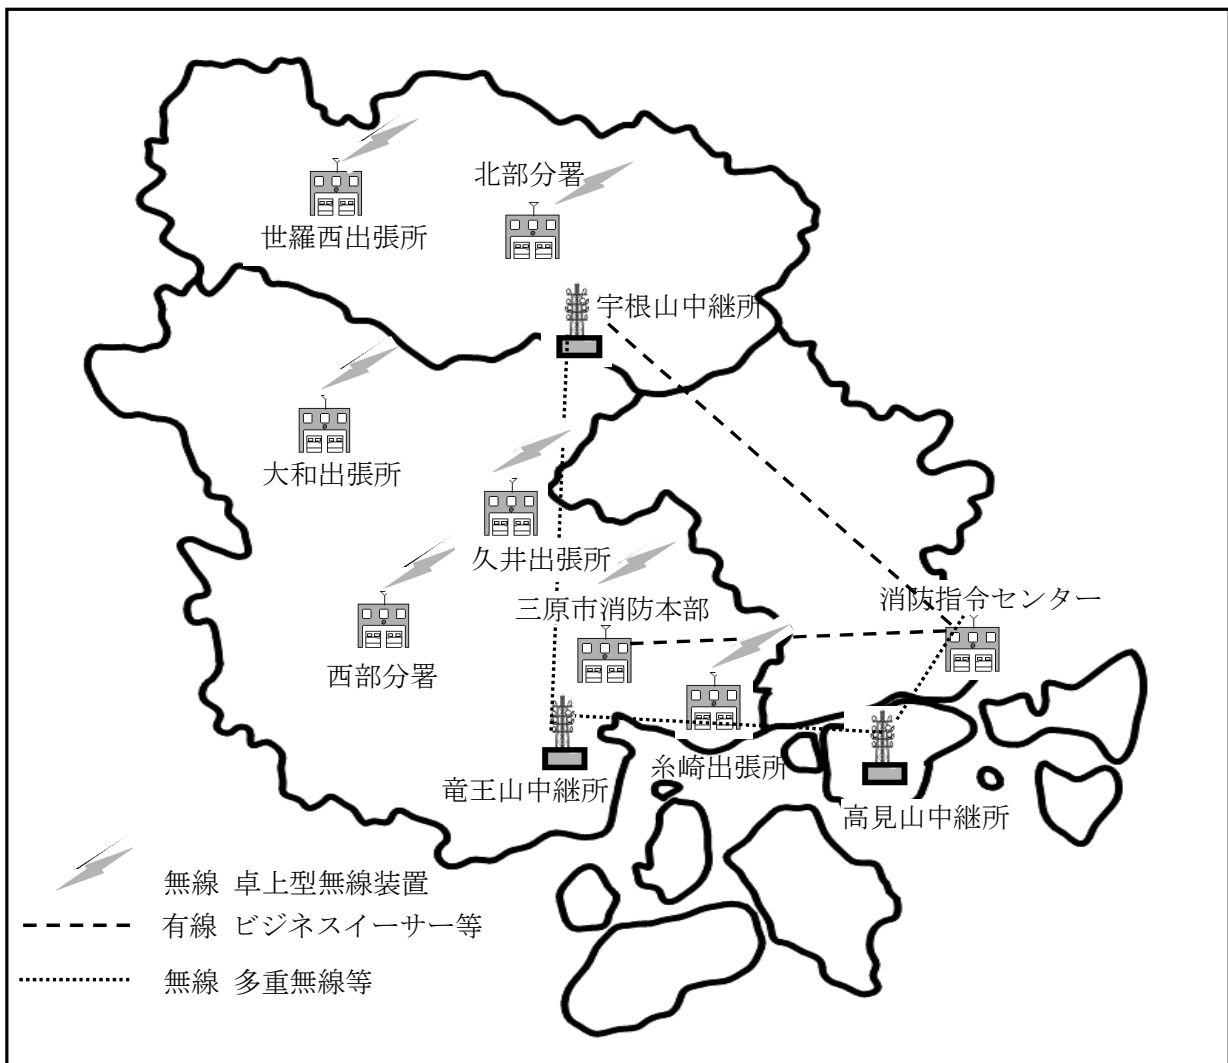 北部分署
世羅西出張所
宇根山中継所
大和出張所
久井出張所
消防指令センター
三原市消防本部
西部分署
糸崎出張所
竜王山中継所
高見山中継所
無線 卓上型無線装置
有線 ビジネスイーサー等
無線 多重無線等